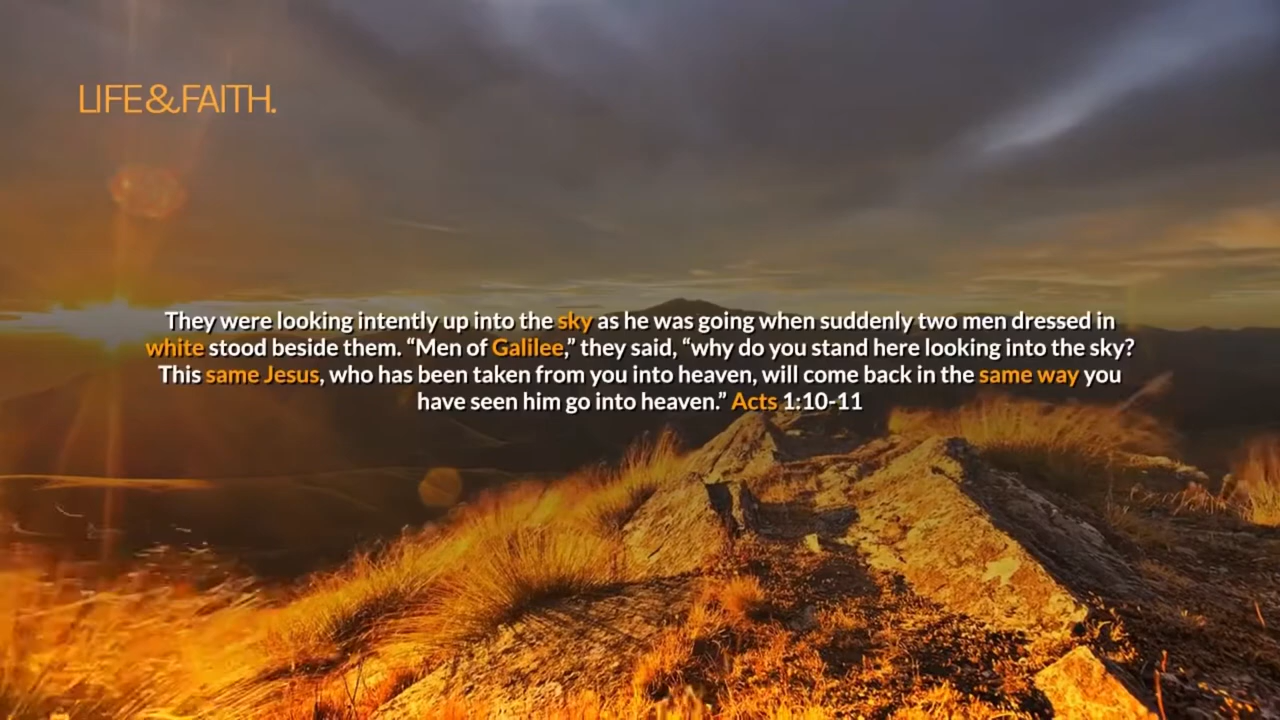 LIFE&FAITH.
They were looking intently up into the sky as he was going when suddenly two men dressed in
white stood beside them. “Men of Galilee,” they said, “why do you stand here looking into the sky?
This same Jesus, who has been taken from you into heaven, will come back in the same way you
have seen him go into heaven.” Acts 1:10-11